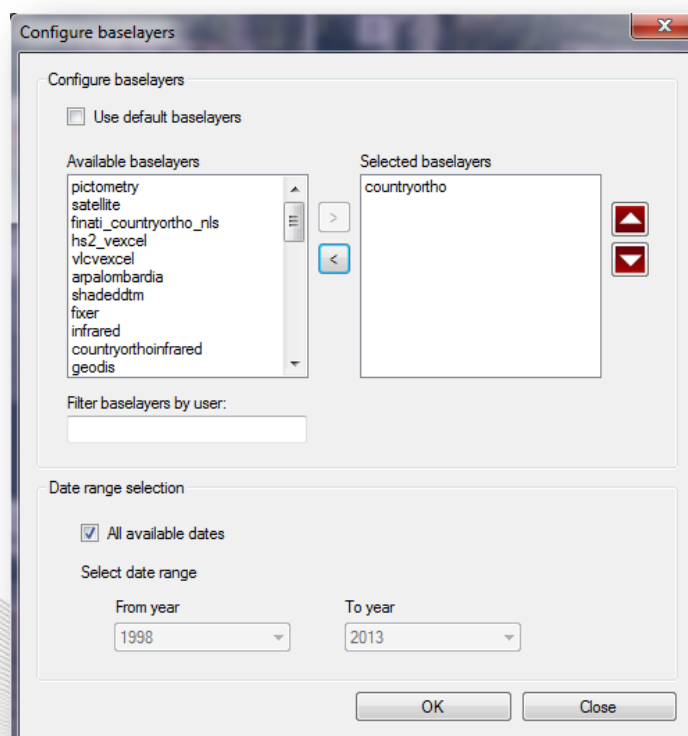 Configure baselayers
Configure baselayers
Use default baselayers
Available baselayers
pictometry
satellite
finati_countryortho_nls
hs2_vexcel
vlcvexcel
arpalombardia
shadeddtm
fixer
infrared
countryorthoinfrared
geodis
>
<
Selected baselayers
countryortho
Filter baselayers by user:
Date range selection
All available dates
Select date range
From year
To year
1998
2013
OK
Close